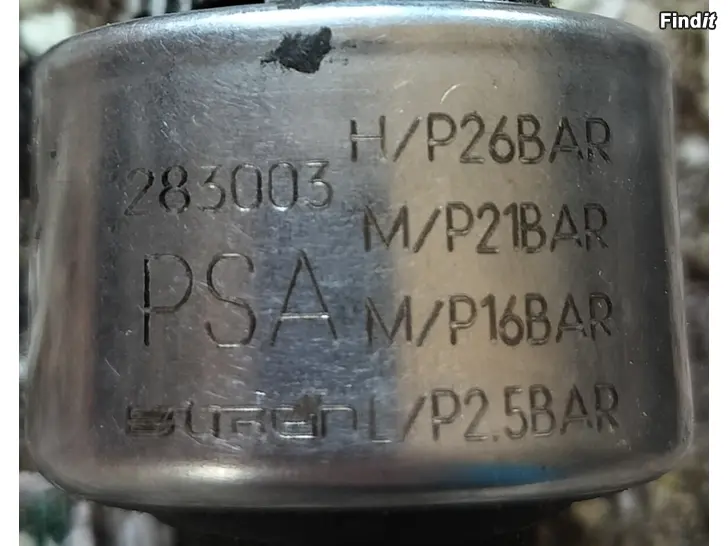 Findit
H/P26BAR
283003
M/P21BAR
PSA
M/P16BAR
L/P2.5BAR